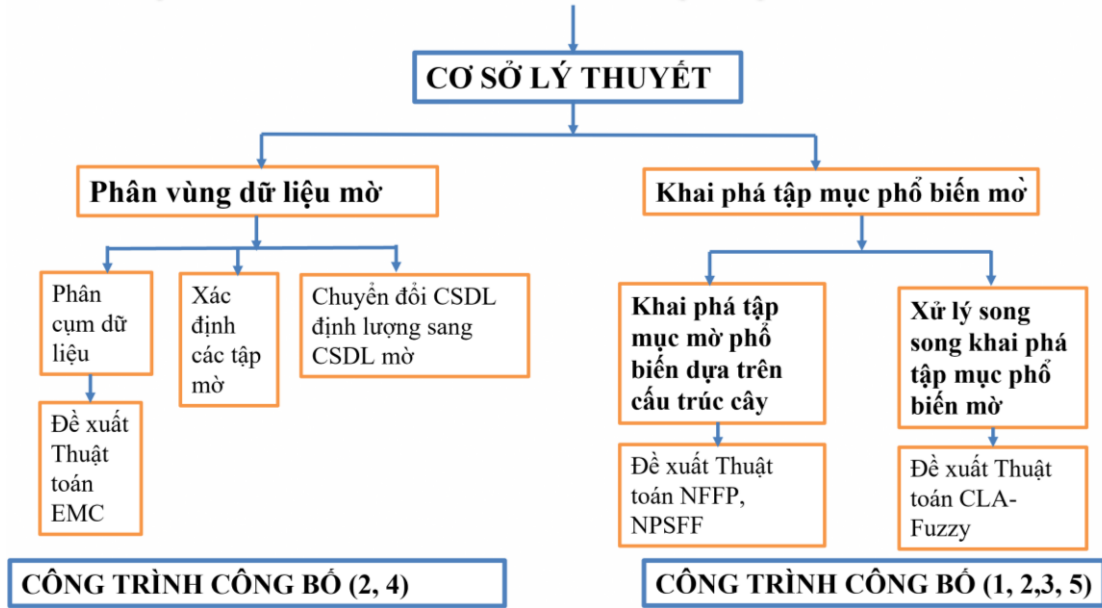 CƠ SỞ LÝ THUYẾT
Phân vùng dữ liệu mờ
Khai phá tập mục phổ biến mờ
Phân
cụm dữ
liệu
Xác
định
các tập
mờ
Chuyển đổi CSDL
định lượng sang
CSDL mờ
Khai phá tập
mục mờ phổ
biến dựa trên
cấu trúc cây
Xử lý song
song khai phá
tập mục phổ
biến mờ
Đề xuất
Thuật
toán
EMC
Đề xuất Thuật
toán NFFP,
NPSFF
Đề xuất Thuật
toán CLA-
Fuzzy
CÔNG TRÌNH CÔNG BỐ (2, 4)
CÔNG TRÌNH CÔNG BỐ (1, 2,3, 5)